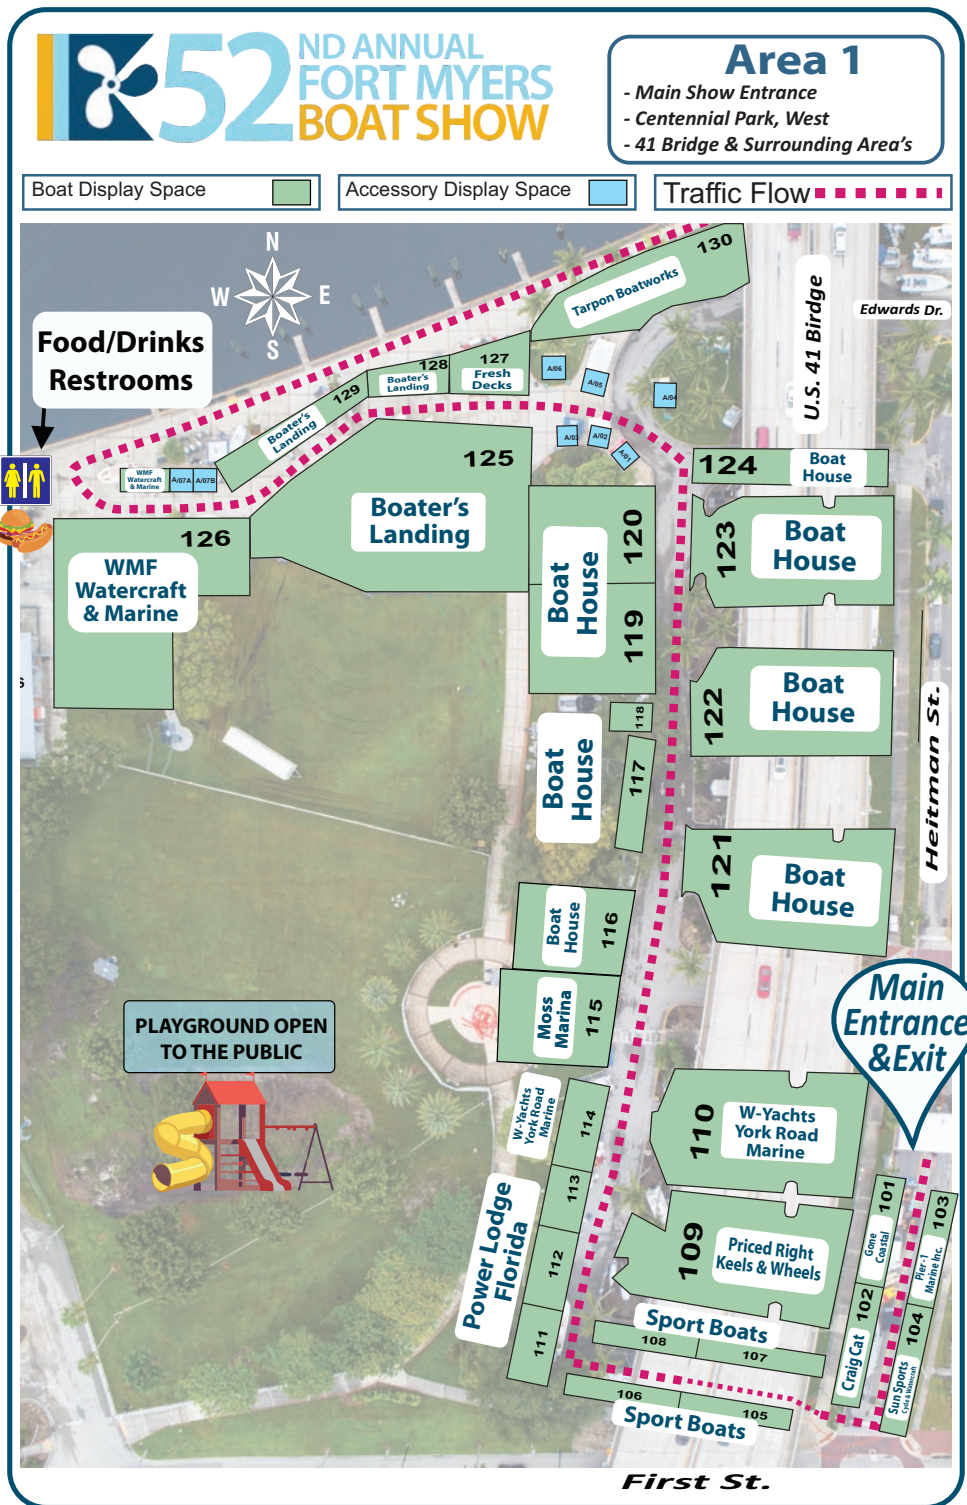 52
ND ANNUAL
FORT MYERS
BOAT SHOW
Area 1
- Main Show Entrance
- Centennial Park, West
- 41 Bridge & Surrounding Area's
Boat Display Space
Accessory Display Space
Traffic Flow
N
W E
S
130
Tarpon Boatworks
U.S. 41 Birdge
Edwards Dr.
Food/Drinks
Restrooms
127
Fresh
Decks
128
Boater's
Landing
129
Boater's
Landing
A/06
A/05
A/04
A/03
A/02
A/01
WMF
Watercraft
& Marine
A/07A
A/07B
125
Boater's
Landing
126
WMF
Watercraft
& Marine
124
Boat
House
123
Boat
House
120
119
Boat
House
122
Boat
House
118
117
Boat
House
121
Boat
House
Heitman St.
116
Boat
House
115
Moss
Marina
Main
Entrance
&Exit
PLAYGROUND OPEN
TO THE PUBLIC
W-Yachts
York Road
Marine
114
113
112
111
Power Lodge
Florida
110
W-Yachts
York Road
Marine
109
Priced Right
Keels & Wheels
101
Gone
Coastal
102
Craig Cat
103
Pier-1
Marine Inc.
104
Sun Sports
Cycle & Watercraft
Sport Boats
108
107
106
105
Sport Boats
First St.
S